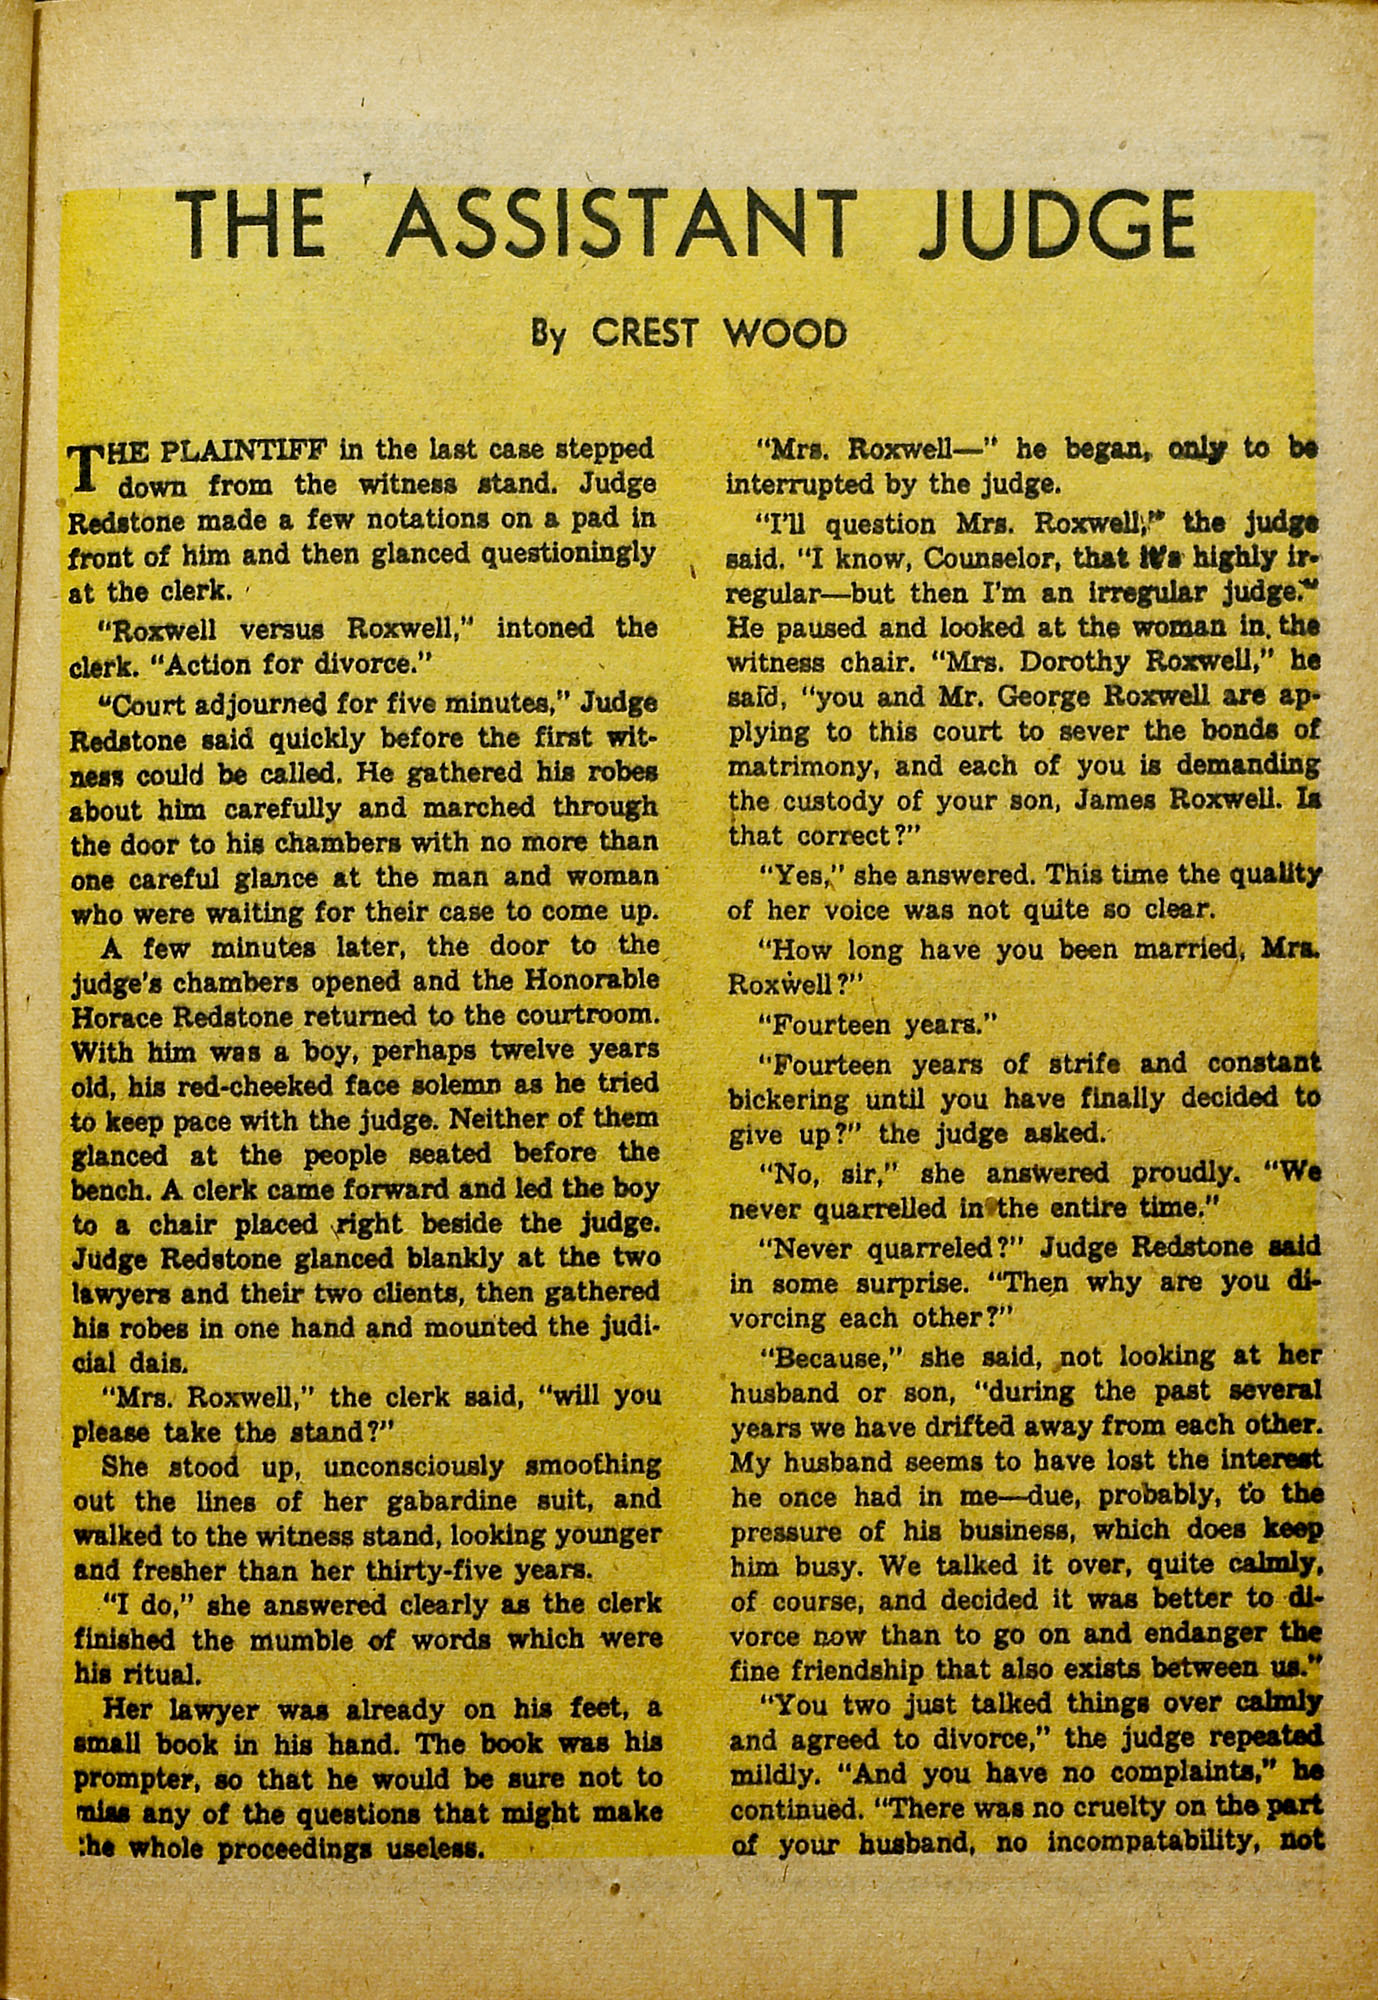 THE ASSISTANT JUDGE
By CREST WOOD
THE PLAINTIFF in the last case stepped
down from the witness stand. Judge
Redstone made a few notations on a pad in
front of him and then glanced questioningly
at the clerk.
"Roxwell versus Roxwell," intoned the
clerk. "Action for divorce."
"Court adjourned for five minutes," Judge
Redstone said quickly before the first wit-
ness could be called. He gathered his robes
about him carefully and marched through
the door to his chambers with no more than
one careful glance at the man and woman
who were waiting for their case to come up.
A few minutes later, the door to the
judge's chambers opened and the Honorable
Horace Redstone returned to the courtroom.
With him was a boy, perhaps twelve years
old, his red-cheeked face solemn as he tried
to keep pace with the judge. Neither of them
glanced at the people seated before the
bench. A clerk came forward and led the boy
to a chair placed right beside the judge.
Judge Redstone glanced blankly at the two
lawyers and their two clients, then gathered
his robes in one hand and mounted the judi-
cial dais.
"Mrs. Roxwell," the clerk said, "will you
please take the stand?"
She stood up, unconsciously smoothing
out the lines of her gabardine suit, and
walked to the witness stand, looking younger
and fresher than her thirty-five years.
"I do," she answered clearly as the clerk
finished the mumble of words which were
his ritual.
Her lawyer was already on his feet, a
small book in his hand. The book was his
prompter, so that he would be sure not to
miss any of the questions that might make
the whole proceedings useless.
"Mrs. Roxwell—" he began, only to be
interrupted by the judge.
"I'll question Mrs. Roxwell," the judge
said. "I know, Counselor, that it's highly ir-
regular—but then I'm an irregular judge."
He paused and looked at the woman in the
witness chair. "Mrs. Dorothy Roxwell," he
said, "you and Mr. George Roxwell are ap-
plying to this court to sever the bonds of
matrimony, and each of you is demanding
the custody of your son, James Roxwell. Is
that correct?"
"Yes," she answered. This time the quality
of her voice was not quite so clear.
"How long have you been married, Mrs.
Roxwell?"
"Fourteen years."
"Fourteen years of strife and constant
bickering until you have finally decided to
give up?" the judge asked.
"No, sir," she answered proudly. "We
never quarrelled in the entire time."
"Never quarreled?" Judge Redstone said
in some surprise. "Then why are you di-
vorcing each other?"
"Because," she said, not looking at her
husband or son, "during the past several
years we have drifted away from each other.
My husband seems to have lost the interest
he once had in me—due, probably, to the
pressure of his business, which does keep
him busy. We talked it over, quite calmly,
of course, and decided it was better to di-
vorce now than to go on and endanger the
fine friendship that also exists between us."
"You two just talked things over calmly
and agreed to divorce," the judge repeated
mildly. "And you have no complaints," he
continued. "There was no cruelty on the part
of your husband, no incompatability, not